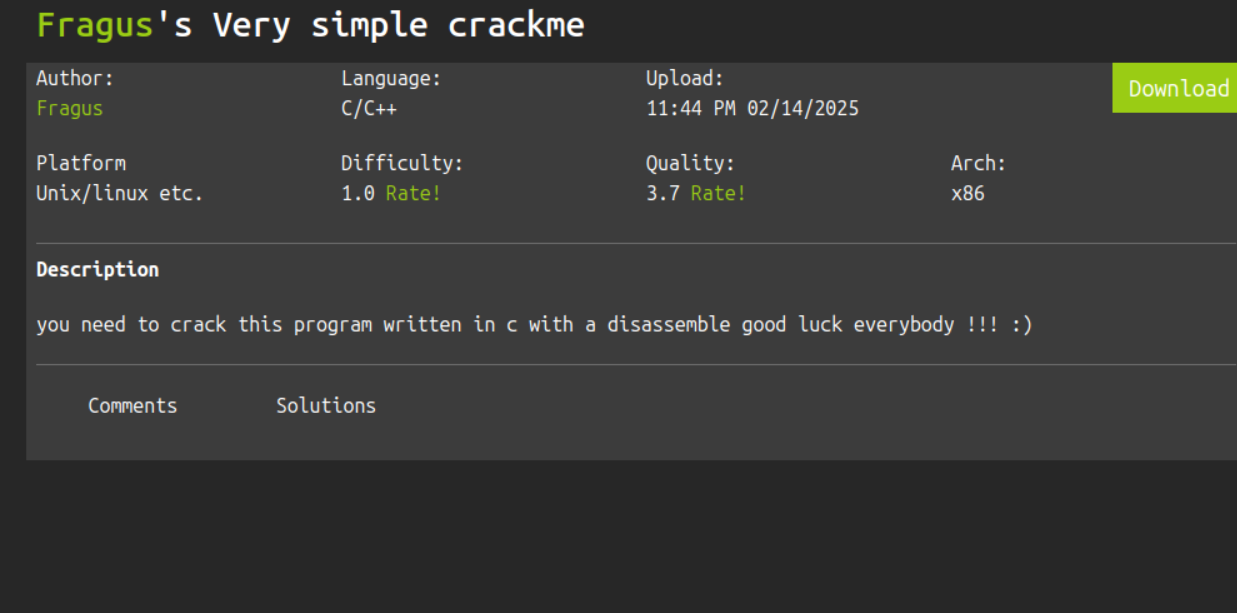 Fragus's Very simple crackme
Author: Language: Upload: Download
Fragus C/C++ 11:44 PM 02/14/2025
Platform Difficulty: Quality: Arch:
Unix/linux etc. 1.0 Rate! 3.7 Rate! x86
Description
you need to crack this program written in c with a disassemble good luck everybody !!! :)
Comments Solutions